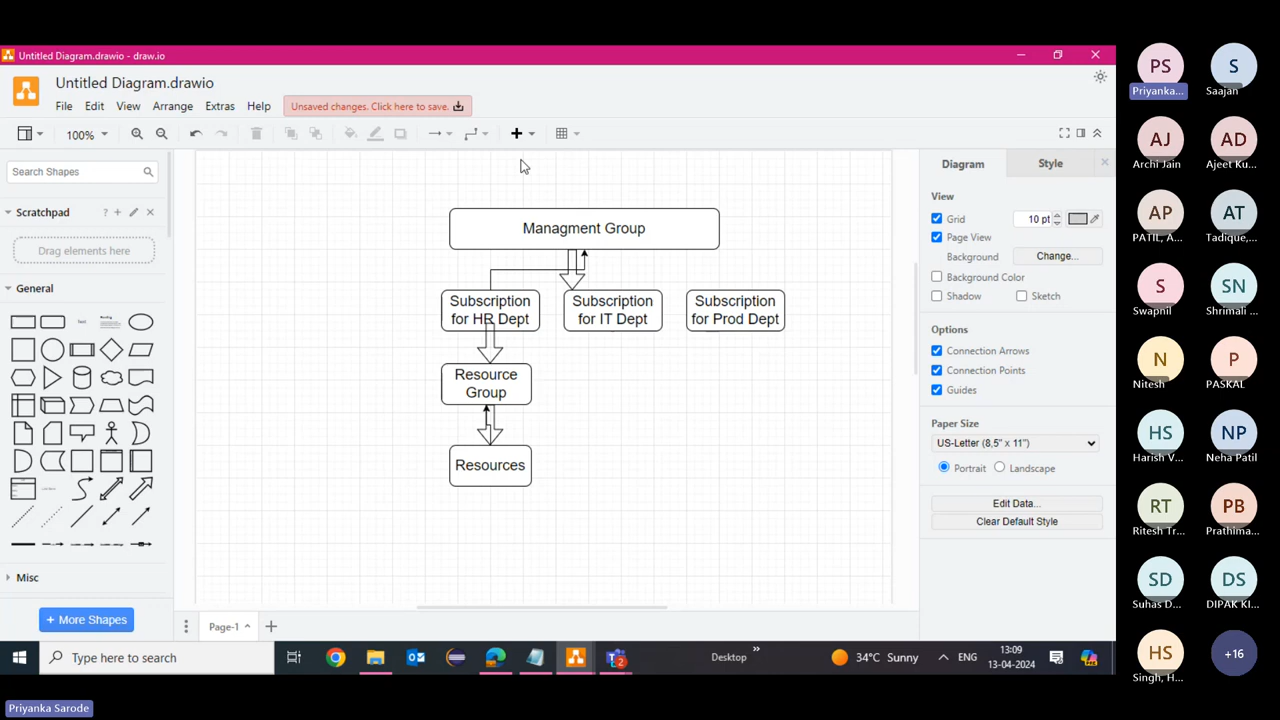 Untitled Diagram.drawio - draw.io
Untitled Diagram.drawio
File Edit View Arrange Extras Help
Unsaved changes. Click here to save.
100%
Search Shapes
Scratchpad
?
Drag elements here
General
Text
Heading
Misc
+ More Shapes
Managment Group
Subscription
for HR Dept
Subscription
for IT Dept
Subscription
for Prod Dept
Resource
Group
Resources
Page-1
Diagram
Style
View
Grid
10 pt
Page View
Background
Change...
Background Color
Shadow
Sketch
Options
Connection Arrows
Connection Points
Guides
Paper Size
US-Letter (8,5" x 11")
Portrait
Landscape
Edit Data...
Clear Default Style
Type here to search
2
Desktop
»
34°C Sunny
ENG
13:09
13-04-2024
PS
Priyanka...
S
Saajan
AJ
Archi Jain
AD
Ajeet Ku...
AP
PATIL, A...
AT
Tadique,...
S
Swapnil
SN
Shrimali ...
N
Nitesh
P
PASKAL
HS
Harish V...
NP
Neha Patil
RT
Ritesh Tr...
PB
Prathima...
SD
Suhas D...
DS
DIPAK KI...
HS
Singh, H...
+16
Priyanka Sarode